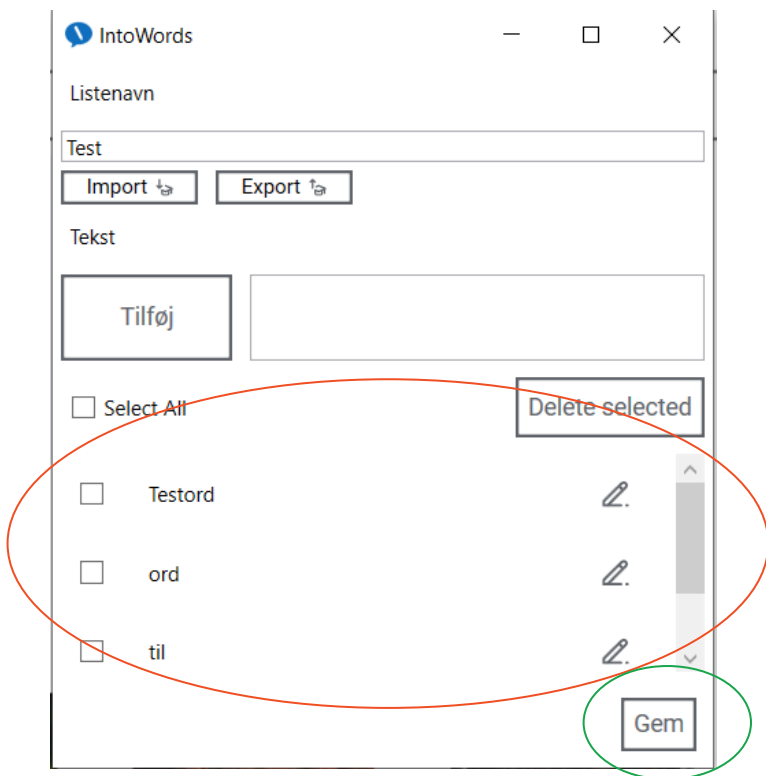 IntoWords
Listenavn
Test
Import Export
Tekst
Tilføj
Select All Delete selected
Testord
ord
til
Gem